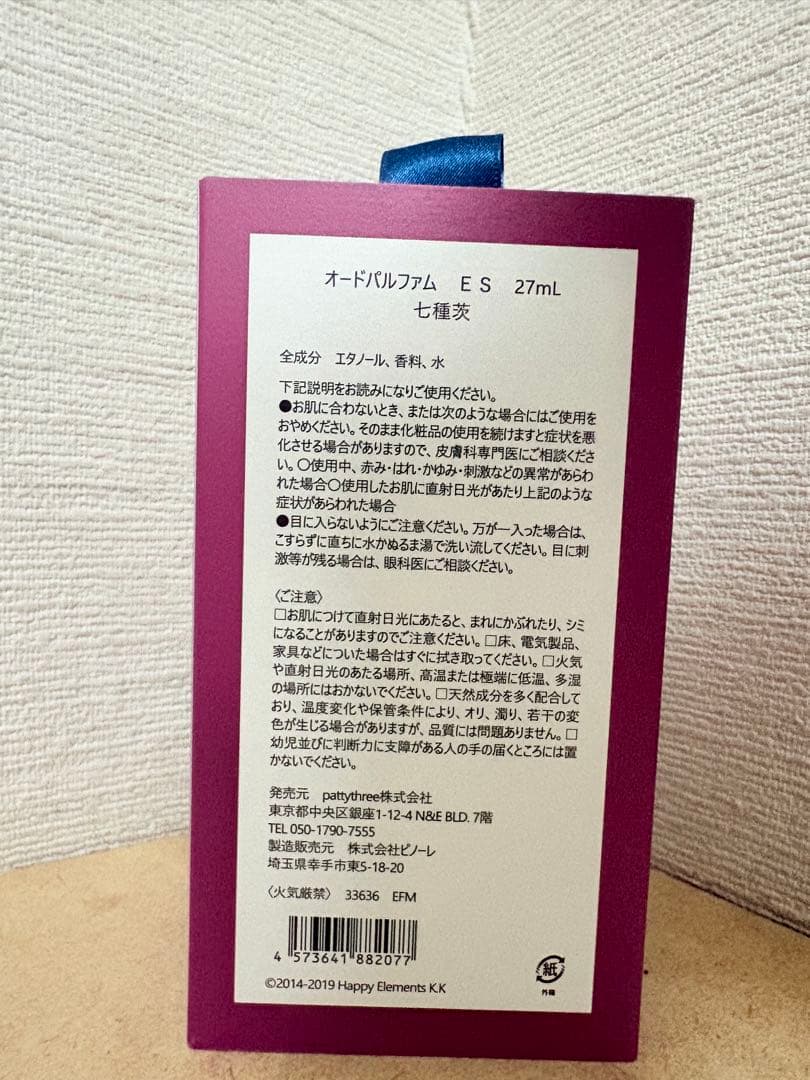 オードパルファム　ＥＳ　27mL
七種茨
全成分　エタノール、香料、水
下記説明をお読みになりご使用ください。
●お肌に合わないとき、または次のような場合にはご使用を
おやめください。そのまま化粧品の使用を続けますと症状を悪
化させる場合がありますので、皮膚科専門医にご相談くださ
い。○使用中、赤み・はれ・かゆみ・刺激などの異常があらわ
れた場合○使用したお肌に直射日光があたり上記のような
症状があらわれた場合
●目に入らないようにご注意ください。万が一入った場合は、
こすらずに直ちに水かぬるま湯で洗い流してください。目に刺
激等が残る場合は、眼科医にご相談ください。
〈ご注意〉
□お肌につけて直射日光にあたると、まれにかぶれたり、シミ
になることがありますのでご注意ください。□床、電気製品、
家具などについた場合はすぐに拭き取ってください。□火気
や直射日光のあたる場所、高温または極端に低温、多湿
の場所にはおかないでください。□天然成分を多く配合して
おり、温度変化や保管条件により、オリ、濁り、若干の変
色が生じる場合がありますが、品質には問題ありません。□
幼児並びに判断力に支障がある人の手の届くところには置
かないでください。
発売元　pattythree株式会社
東京都中央区銀座1-12-4 N&E BLD. 7階
TEL 050-1790-7555
製造販売元　株式会社ピノーレ
埼玉県幸手市東5-18-20
〈火気厳禁〉　33636　EFM
4 573641 882077
紙
外箱
©2014-2019 Happy Elements K.K